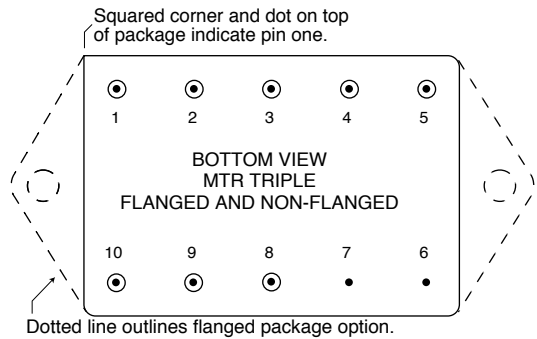 Squared corner and dot on top
of package indicate pin one.
1 2 3 4 5
BOTTOM VIEW
MTR TRIPLE
FLANGED AND NON-FLANGED
10 9 8 7 6
Dotted line outlines flanged package option.